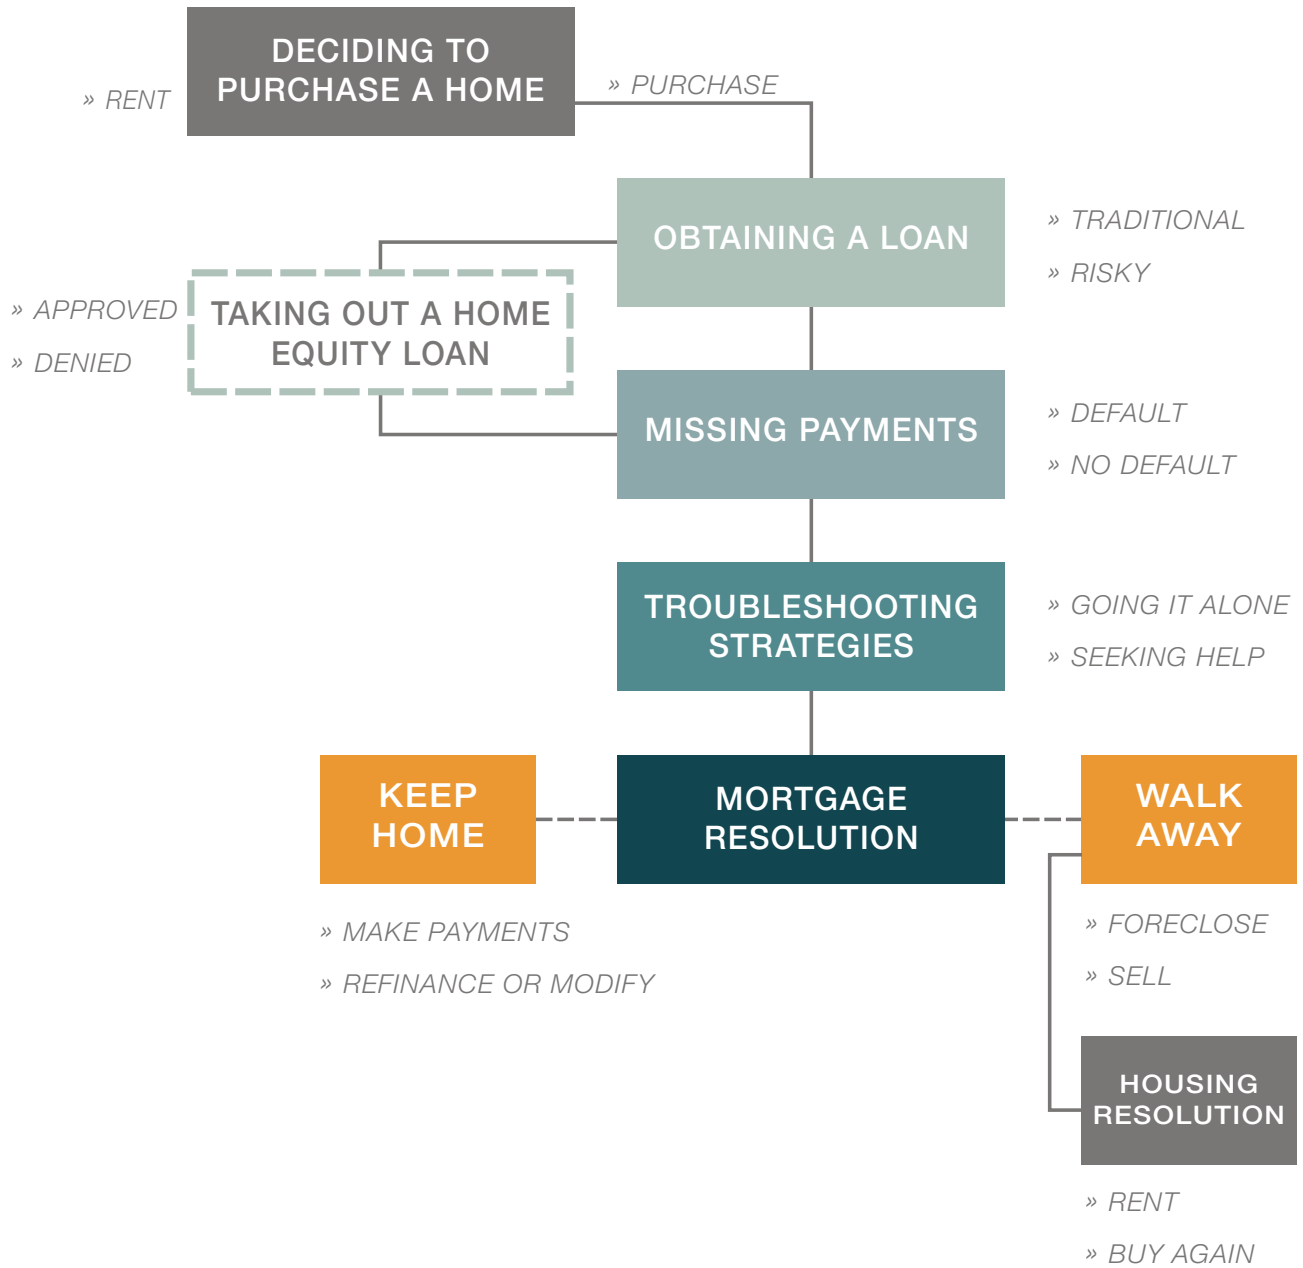 DECIDING TO
PURCHASE A HOME
» RENT
» PURCHASE
OBTAINING A LOAN
» TRADITIONAL
» RISKY
TAKING OUT A HOME
EQUITY LOAN
» APPROVED
» DENIED
MISSING PAYMENTS
» DEFAULT
» NO DEFAULT
TROUBLESHOOTING
STRATEGIES
» GOING IT ALONE
» SEEKING HELP
KEEP
HOME
MORTGAGE
RESOLUTION
WALK
AWAY
» MAKE PAYMENTS
» REFINANCE OR MODIFY
» FORECLOSE
» SELL
HOUSING
RESOLUTION
» RENT
» BUY AGAIN